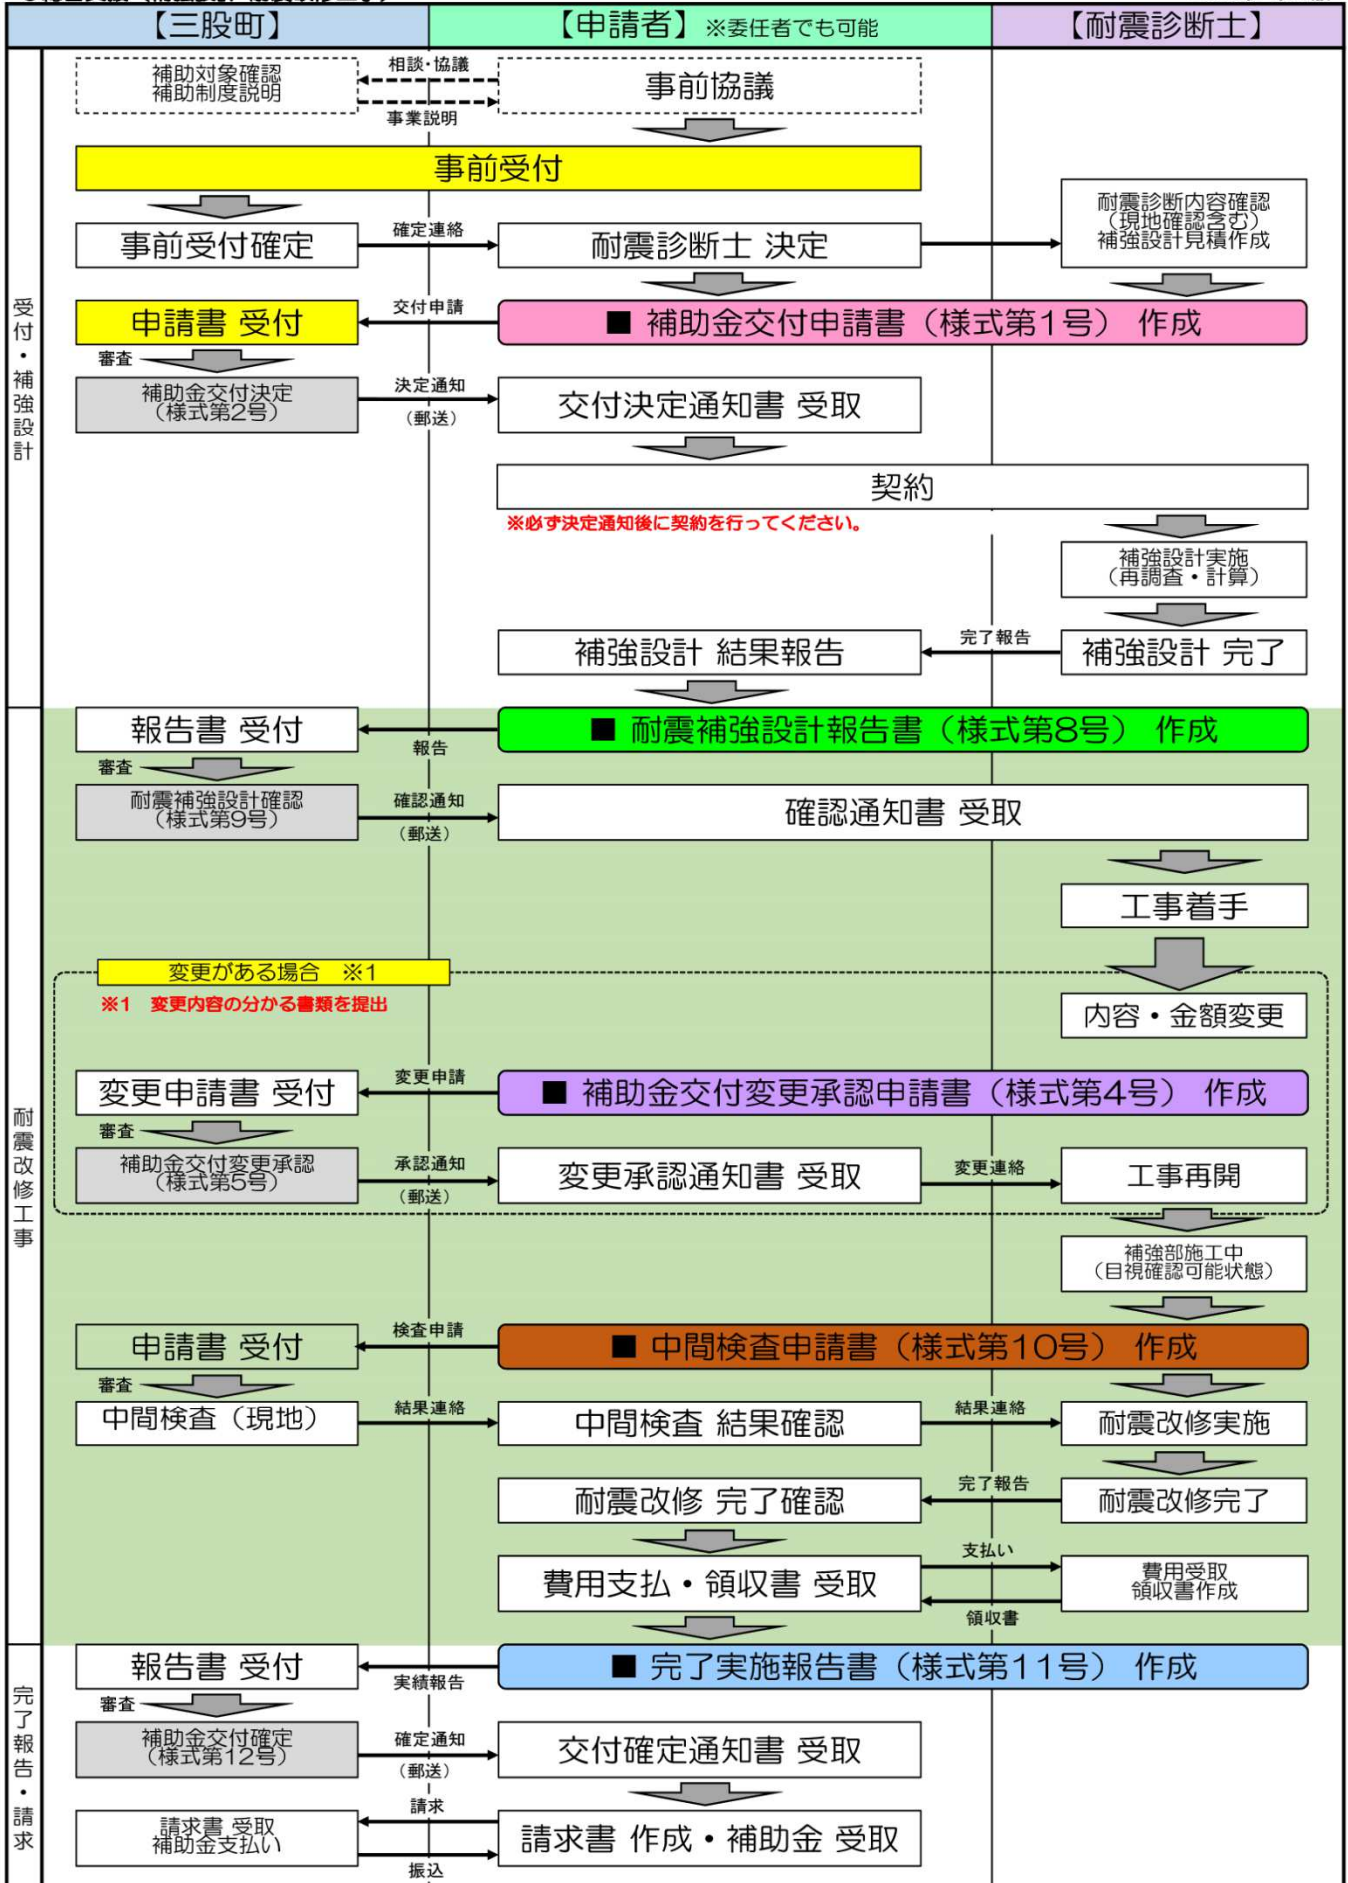 【三股町】
【申請者】※委任者でも可能
【耐震診断士】
受付・補強設計
補助対象確認
補助制度説明
相談・協議
事業説明
事前協議
事前受付
事前受付確定
確定連絡
耐震診断士 決定
耐震診断内容確認
(現地確認含む)
補強設計見積作成
申請書 受付
交付申請
■ 補助金交付申請書（様式第1号） 作成
審査
補助金交付決定
(様式第2号)
決定通知
(郵送)
交付決定通知書 受取
契約
※必ず決定通知後に契約を行ってください。
補強設計実施
(再調査・計算)
補強設計 結果報告
完了報告
補強設計 完了
耐震改修工事
報告書 受付
報告
■ 耐震補強設計報告書（様式第8号） 作成
審査
耐震補強設計確認
(様式第9号)
確認通知
(郵送)
確認通知書 受取
工事着手
変更がある場合 ※1
※1 変更内容の分かる書類を提出
内容・金額変更
変更申請書 受付
変更申請
■ 補助金交付変更承認申請書（様式第4号） 作成
審査
補助金交付変更承認
(様式第5号)
承認通知
(郵送)
変更承認通知書 受取
変更連絡
工事再開
補強部施工中
(目視確認可能状態)
申請書 受付
検査申請
■ 中間検査申請書（様式第10号） 作成
審査
中間検査（現地）
結果連絡
中間検査 結果確認
結果連絡
耐震改修実施
耐震改修 完了確認
完了報告
耐震改修完了
費用支払・領収書 受取
支払い
領収書
費用受取
領収書作成
完了報告・請求
報告書 受付
実績報告
■ 完了実施報告書（様式第11号） 作成
審査
補助金交付確定
(様式第12号)
確定通知
(郵送)
交付確定通知書 受取
請求書 受取
補助金支払い
請求
振込
請求書 作成・補助金 受取